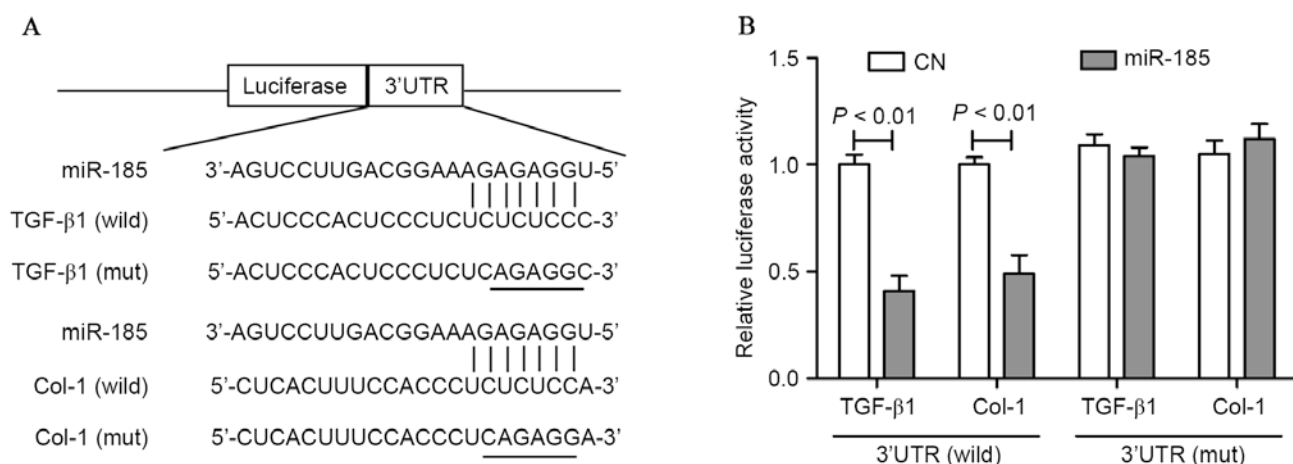 A
Luciferase 3'UTR
miR-185 3'-AGUCCUUGACGGAAAGAGAGGU-5'
TGF-β1 (wild) 5'-ACUCCCACUCCCUCUCUCUCCC-3'
TGF-β1 (mut) 5'-ACUCCCACUCCCUCUCAGAGGC-3'
miR-185 3'-AGUCCUUGACGGAAAGAGAGGU-5'
Col-1 (wild) 5'-CUCACUUUCCACCCUCUCUCCA-3'
Col-1 (mut) 5'-CUCACUUUCCACCCUCAGAGGA-3'
B
Relative luciferase activity
1.5
1.0
0.5
0.0
CN miR-185
P < 0.01 P < 0.01
TGF-β1 Col-1 TGF-β1 Col-1
3'UTR (wild) 3'UTR (mut)